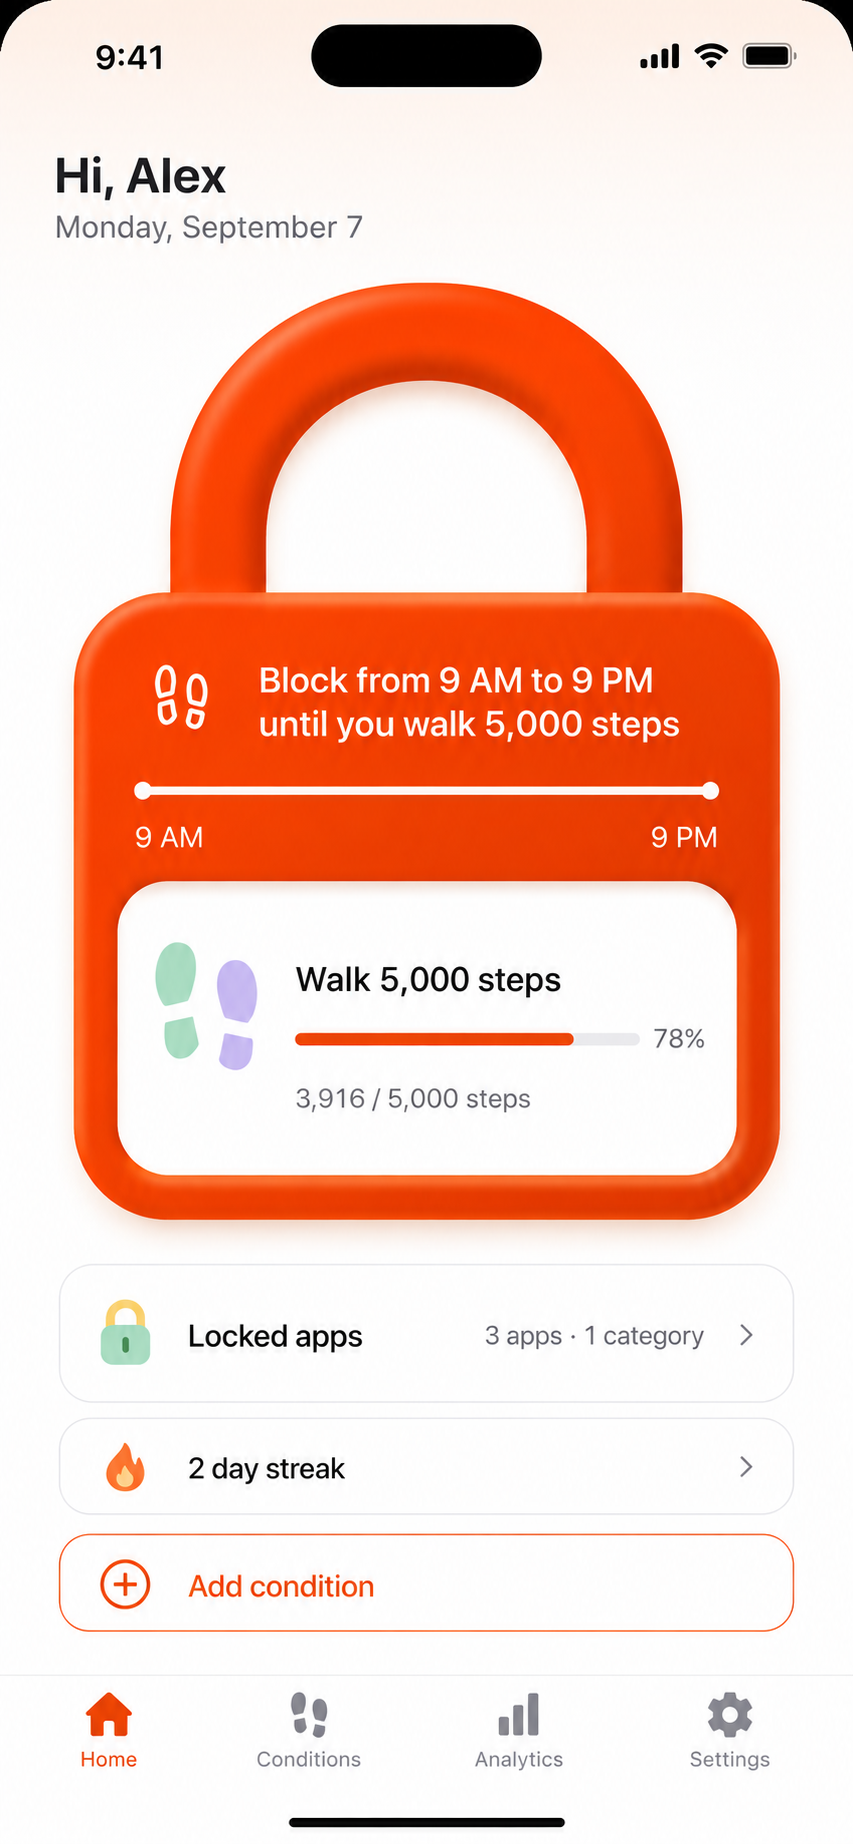 9:41
Hi, Alex
Monday, September 7
Block from 9 AM to 9 PM
until you walk 5,000 steps
9 AM
9 PM
Walk 5,000 steps
78%
3,916 / 5,000 steps
Locked apps
3 apps · 1 category
2 day streak
Add condition
Home
Conditions
Analytics
Settings